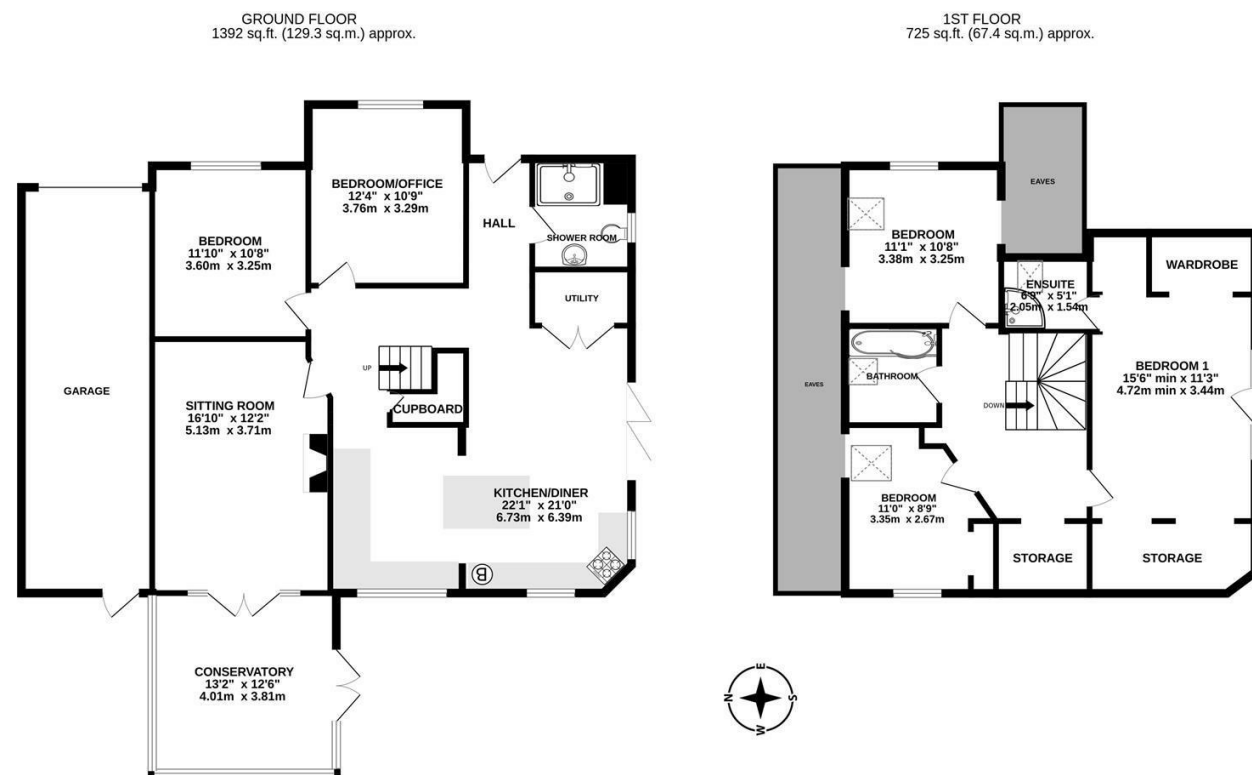 GROUND FLOOR
1392 sq.ft. (129.3 sq.m.) approx.
BEDROOM/OFFICE
12'4" x 10'9"
3.76m x 3.29m
HALL
SHOWER ROOM
BEDROOM
11'10" x 10'8"
3.60m x 3.25m
UTILITY
GARAGE
UP
SITTING ROOM
16'10" x 12'2"
5.13m x 3.71m
CUPBOARD
KITCHEN/DINER
22'1" x 21'0"
6.73m x 6.39m
B
CONSERVATORY
13'2" x 12'6"
4.01m x 3.81m
1ST FLOOR
725 sq.ft. (67.4 sq.m.) approx.
EAVES
BEDROOM
11'1" x 10'8"
3.38m x 3.25m
WARDROBE
ENSUITE
6'9" x 5'1"
2.05m x 1.54m
EAVES
BATHROOM
BEDROOM 1
15'6" min x 11'3"
4.72m min x 3.44m
DOWN
BEDROOM
11'0" x 8'9"
3.35m x 2.67m
STORAGE
STORAGE
E
N
S
W